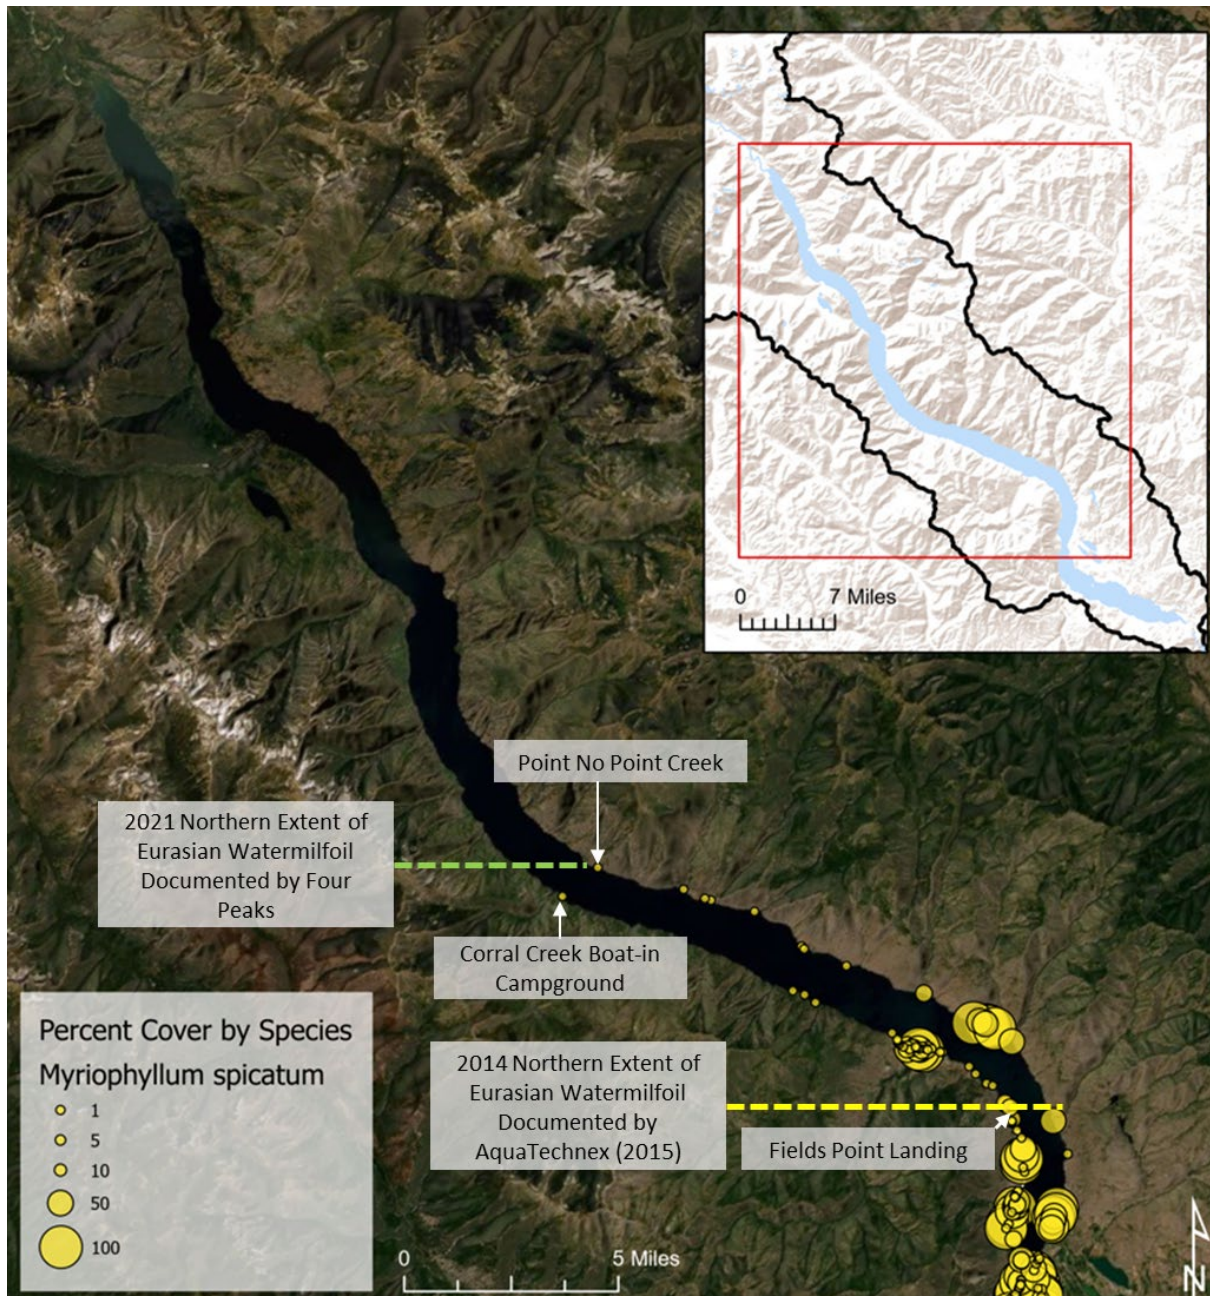 0 7 Miles
Point No Point Creek
2021 Northern Extent of
Eurasian Watermilfoil
Documented by Four
Peaks
Corral Creek Boat-in
Campground
Percent Cover by Species
Myriophyllum spicatum
1
5
10
50
100
2014 Northern Extent of
Eurasian Watermilfoil
Documented by
AquaTechnex (2015)
Fields Point Landing
0 5 Miles
N